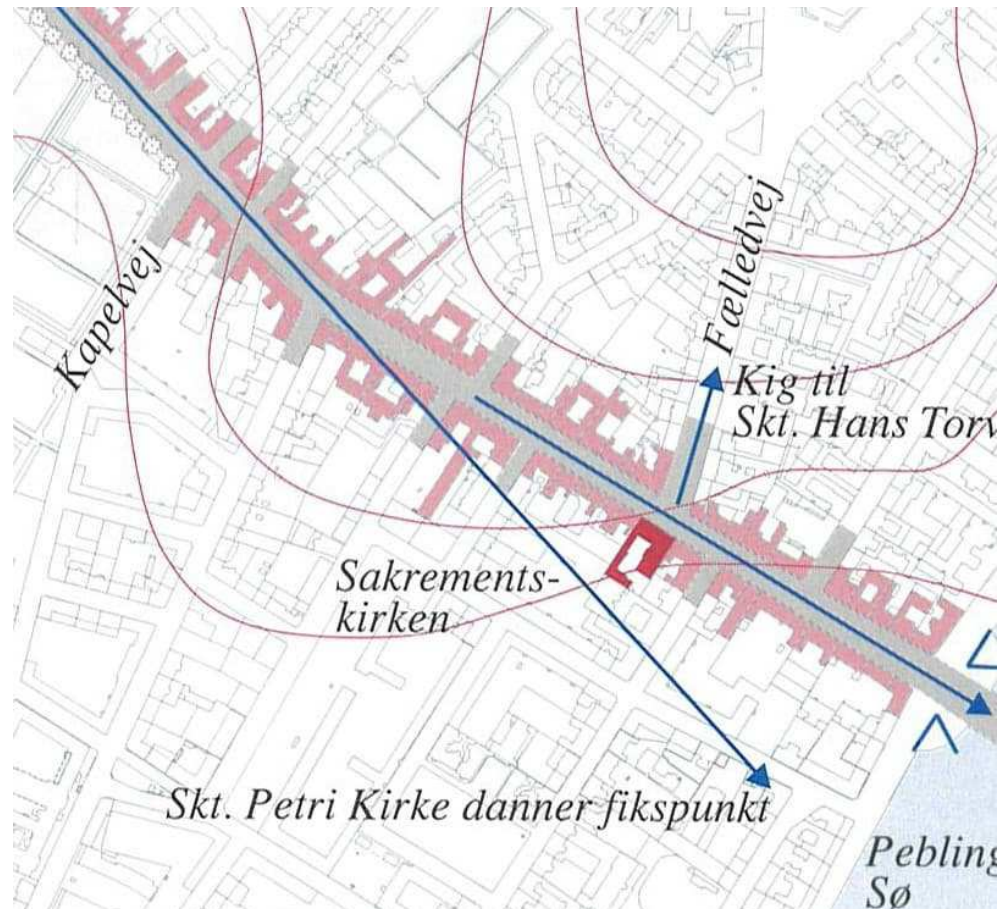 Kapelvej
Fælledvej
Kig til
Skt. Hans Torv
Sakrements-
kirken
Skt. Petri Kirke danner fikspunkt
Pebling
Sø